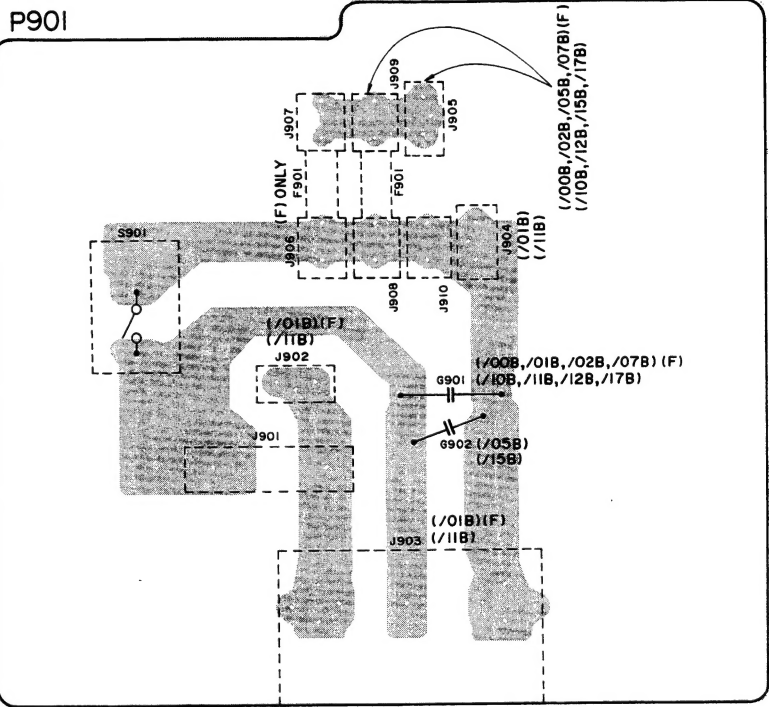 P901
J907
J909
J905
(/00B,/02B,/05B,/07B)(F)
(/10B,/12B,/15B,/17B)
(F) ONLY
F901
F901
S901
J906
J908
J910
J904
(/01B)
(/11B)
(/01B)(F)
(/11B)
J902
(/00B,/01B,/02B,/07B)(F)
G901
(/10B,/11B,/12B,/17B)
J901
G902
(/05B)
(/15B)
(/01B)(F)
J903
(/11B)